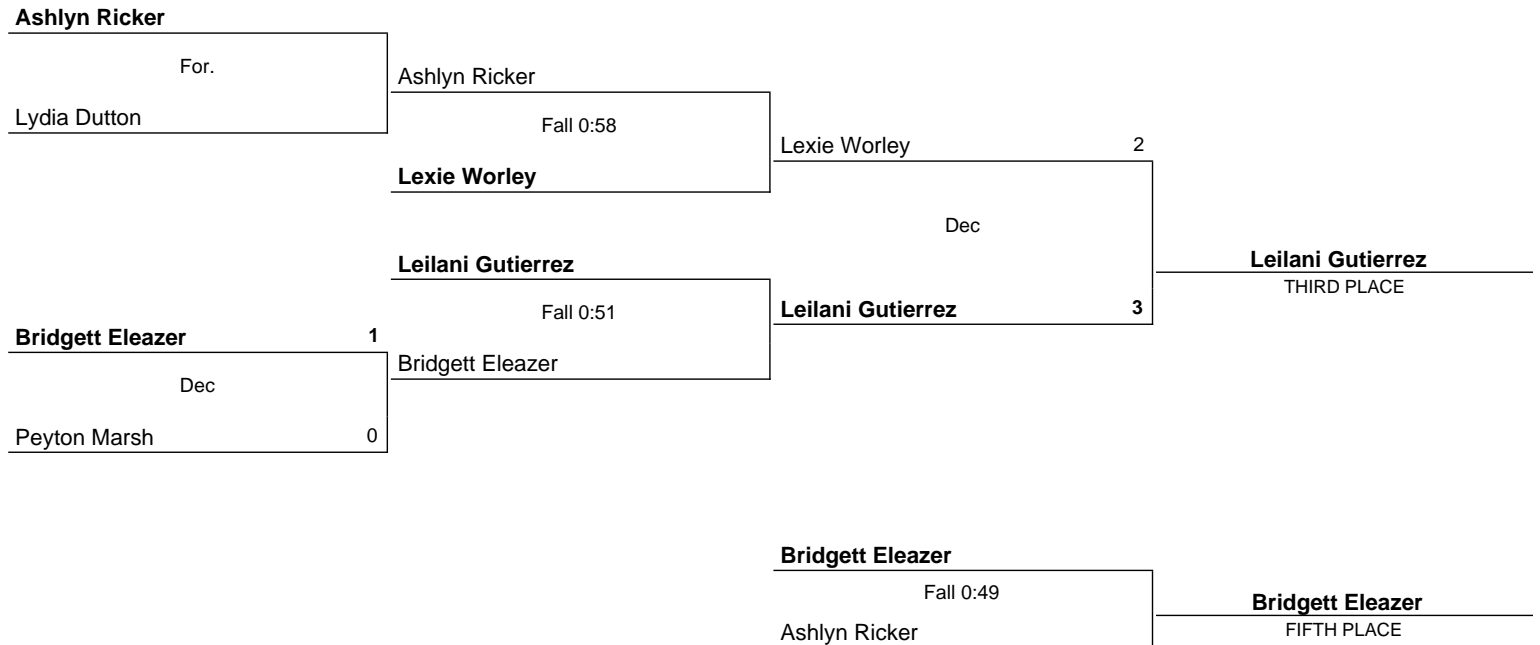 Ashlyn Ricker
For.
Lydia Dutton
Ashlyn Ricker
Fall 0:58
Lexie Worley
Lexie Worley 2
Dec
Leilani Gutierrez 3
Leilani Gutierrez
THIRD PLACE
Leilani Gutierrez
Fall 0:51
Bridgett Eleazer
Bridgett Eleazer 1
Dec
Peyton Marsh 0
Bridgett Eleazer
Fall 0:49
Ashlyn Ricker
Bridgett Eleazer
FIFTH PLACE